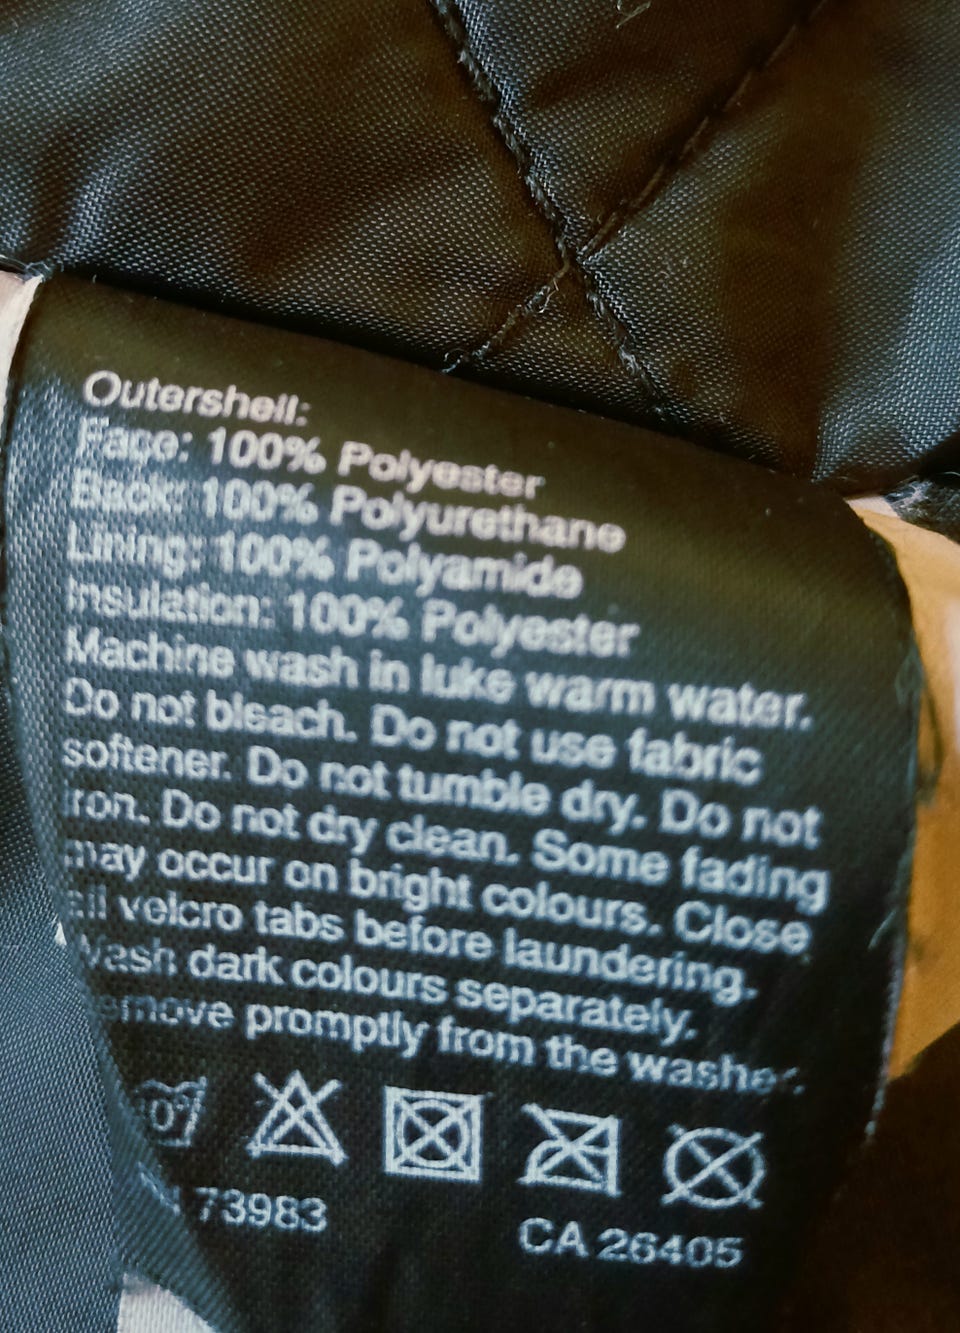 Outershell:
Face: 100% Polyester
Back: 100% Polyurethane
Lining: 100% Polyamide
Insulation: 100% Polyester
Machine wash in luke warm water.
Do not bleach. Do not use fabric
softener. Do not tumble dry. Do not
iron. Do not dry clean. Some fading
may occur on bright colours. Close
all velcro tabs before laundering.
Wash dark colours separately.
remove promptly from the washer.
73983
CA 26405